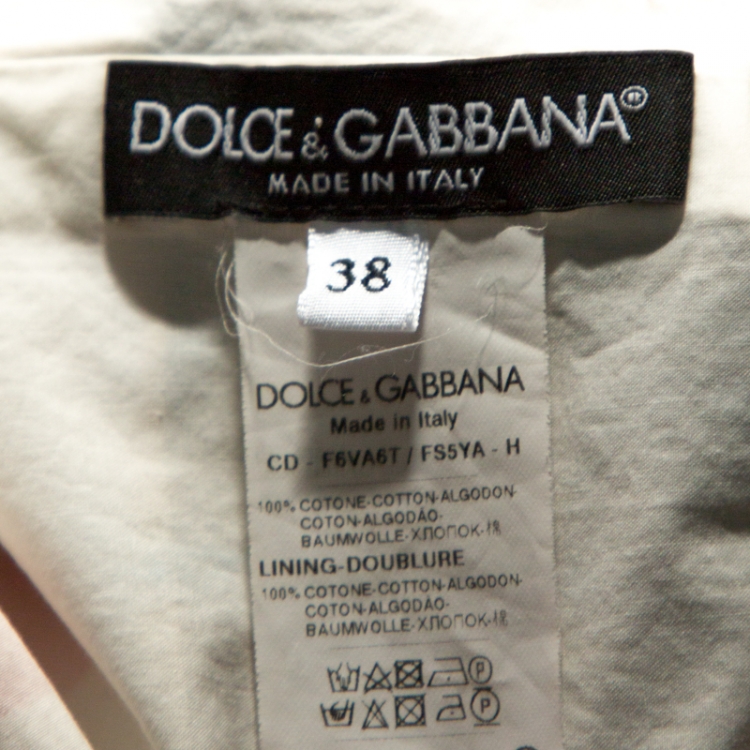 DOLCE & GABBANA®
MADE IN ITALY
38
DOLCE & GABBANA
Made in Italy
CD - F6VA6T / FS5YA - H
100% COTONE-COTTON-ALGODON-
COTON-ALGODÃO-
BAUMWOLLE-ХЛОПОК-棉
LINING-DOUBLURE
100% COTONE-COTTON-ALGODON-
COTON-ALGODÃO-
BAUMWOLLE-ХЛОПОК-棉
P
P